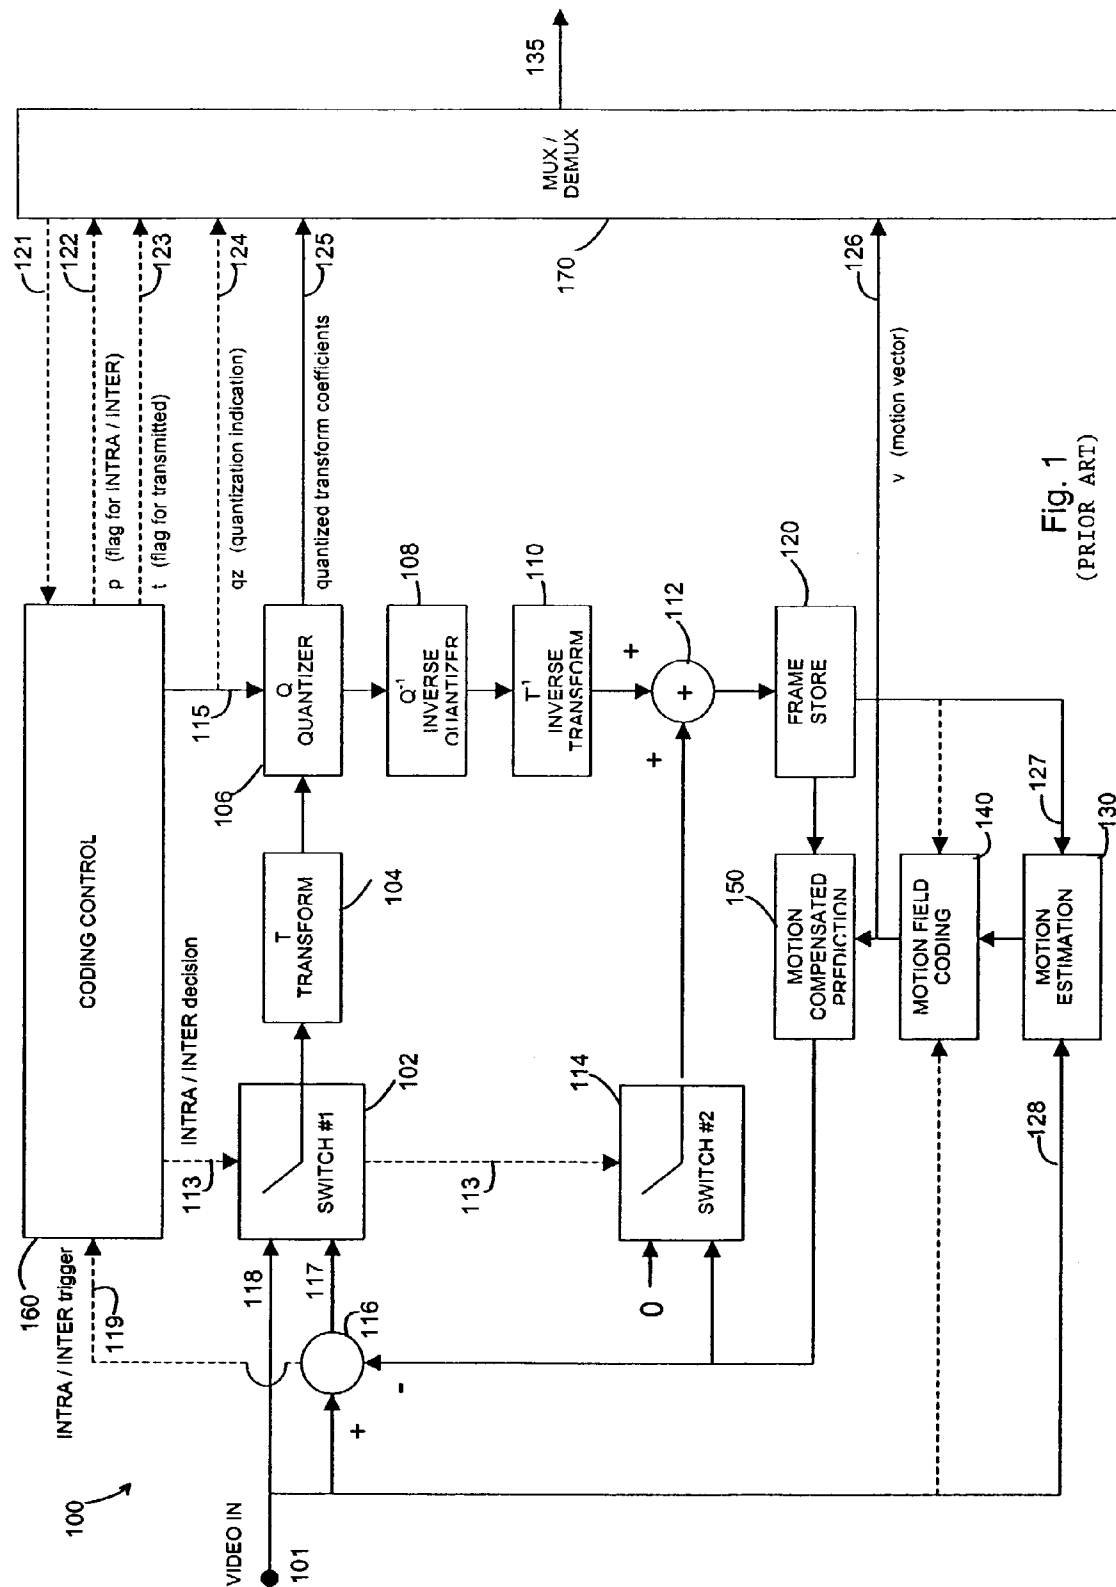 100
VIDEO IN
101
INTRA / INTER trigger
119
160
CODING CONTROL
121
122
p (flag for INTRA / INTER)
123
t (flag for transmitted)
124
qz (quantization indication)
125
quantized transform coefficients
113
INTRA / INTER decision
115
118
117
116
+
-
SWITCH #1
102
T
TRANSFORM
104
106
Q
QUANTIZER
Q-1
INVERSE
QUANTIZER
108
T-1
INVERSE
TRANSFORM
110
113
0
SWITCH #2
114
+
+
+
112
FRAME
STORE
120
150
MOTION
COMPENSATED
PREDICTION
126
v (motion vector)
MOTION FIELD
CODING
140
127
MOTION
ESTIMATION
130
128
170
MUX /
DEMUX
135
Fig. 1
(PRIOR ART)